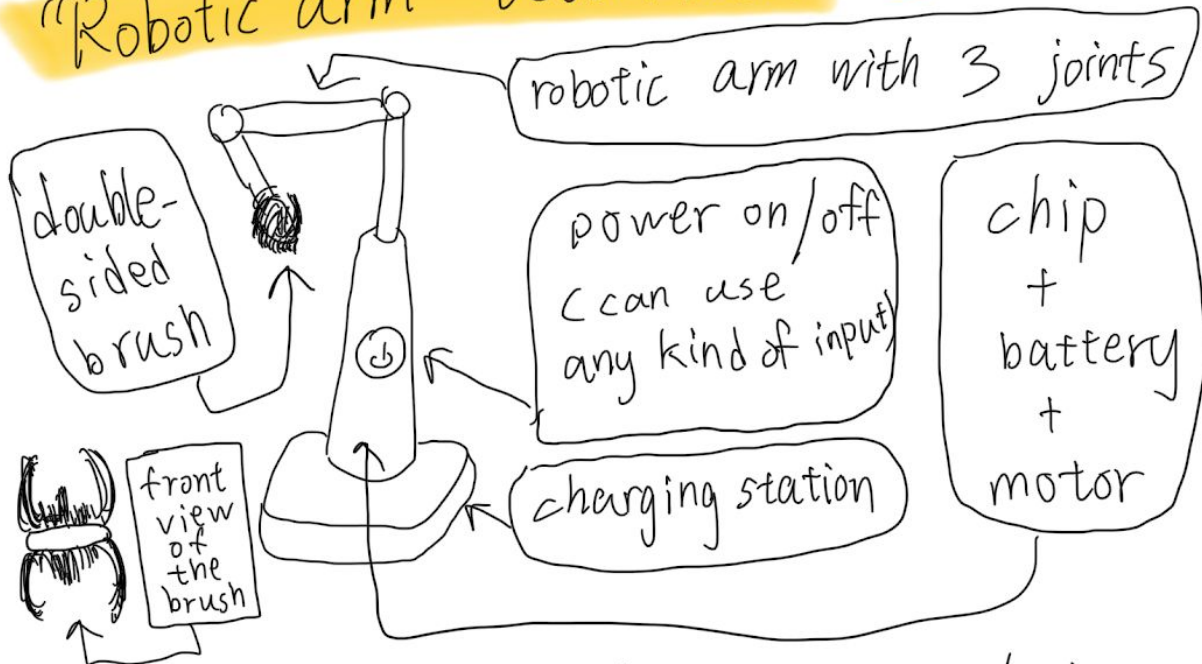 "Robotic arm
robotic arm with 3 joints
double-
sided
brush
power on/off
(can use
any kind of input)
chip
+
battery
+
motor
charging station
front
view
of
the
brush